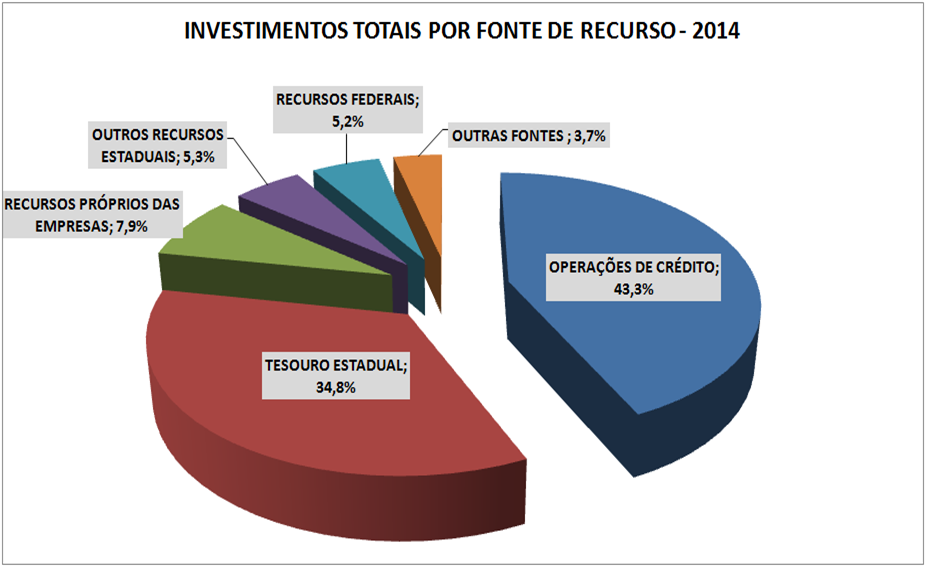 INVESTIMENTOS TOTAIS POR FONTE DE RECURSO - 2014
RECURSOS FEDERAIS;
5,2%
OUTRAS FONTES ; 3,7%
OUTROS RECURSOS
ESTADUAIS; 5,3%
RECURSOS PRÓPRIOS DAS
EMPRESAS; 7,9%
OPERAÇÕES DE CRÉDITO;
43,3%
TESOURO ESTADUAL;
34,8%